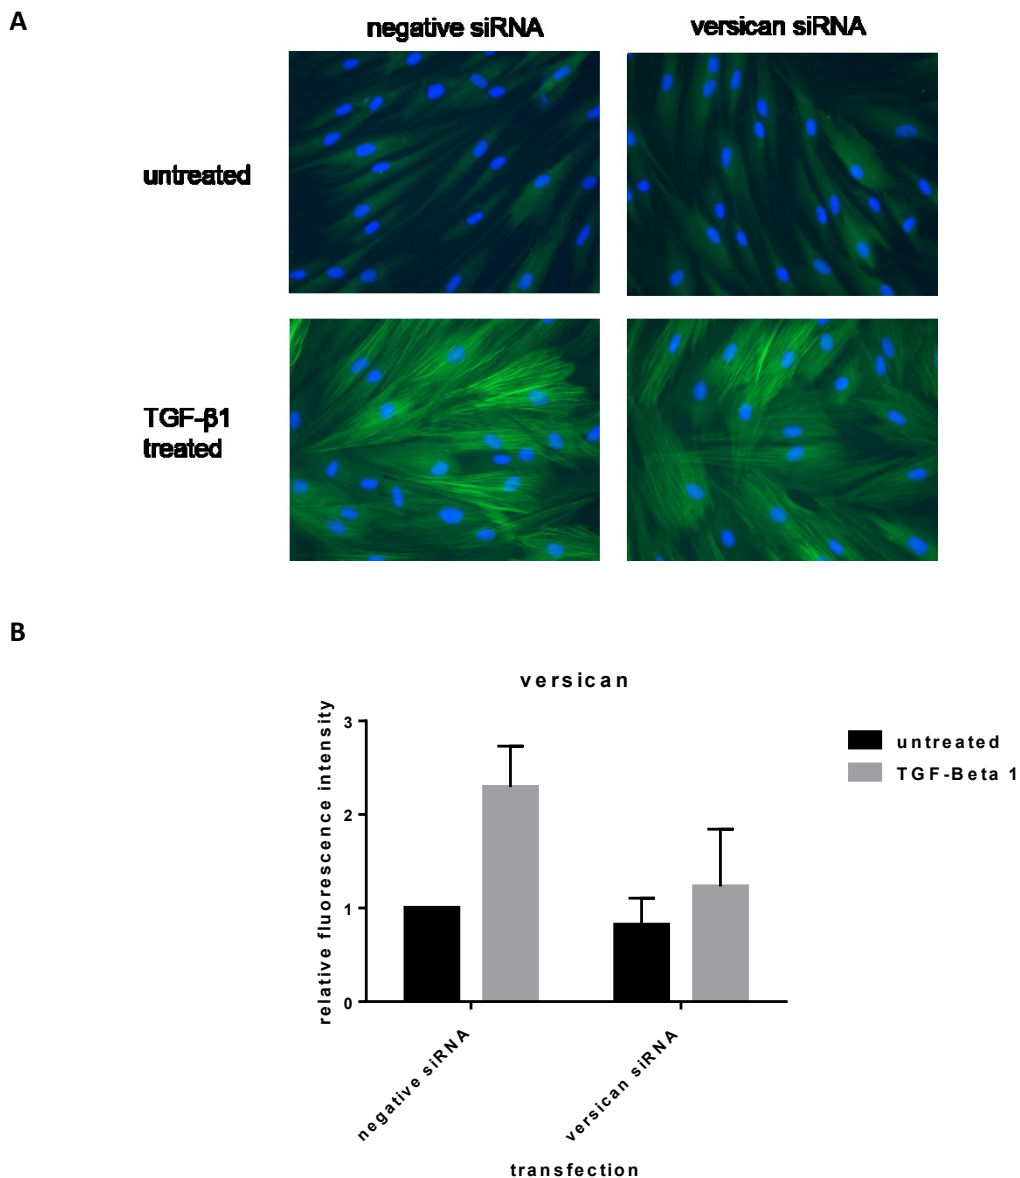 A
negative siRNA
versican siRNA
untreated
TGF-β1
treated
B
versican
relative fluorescence intensity
3
2
1
0
untreated
TGF-Beta 1
negative siRNA
versican siRNA
transfection